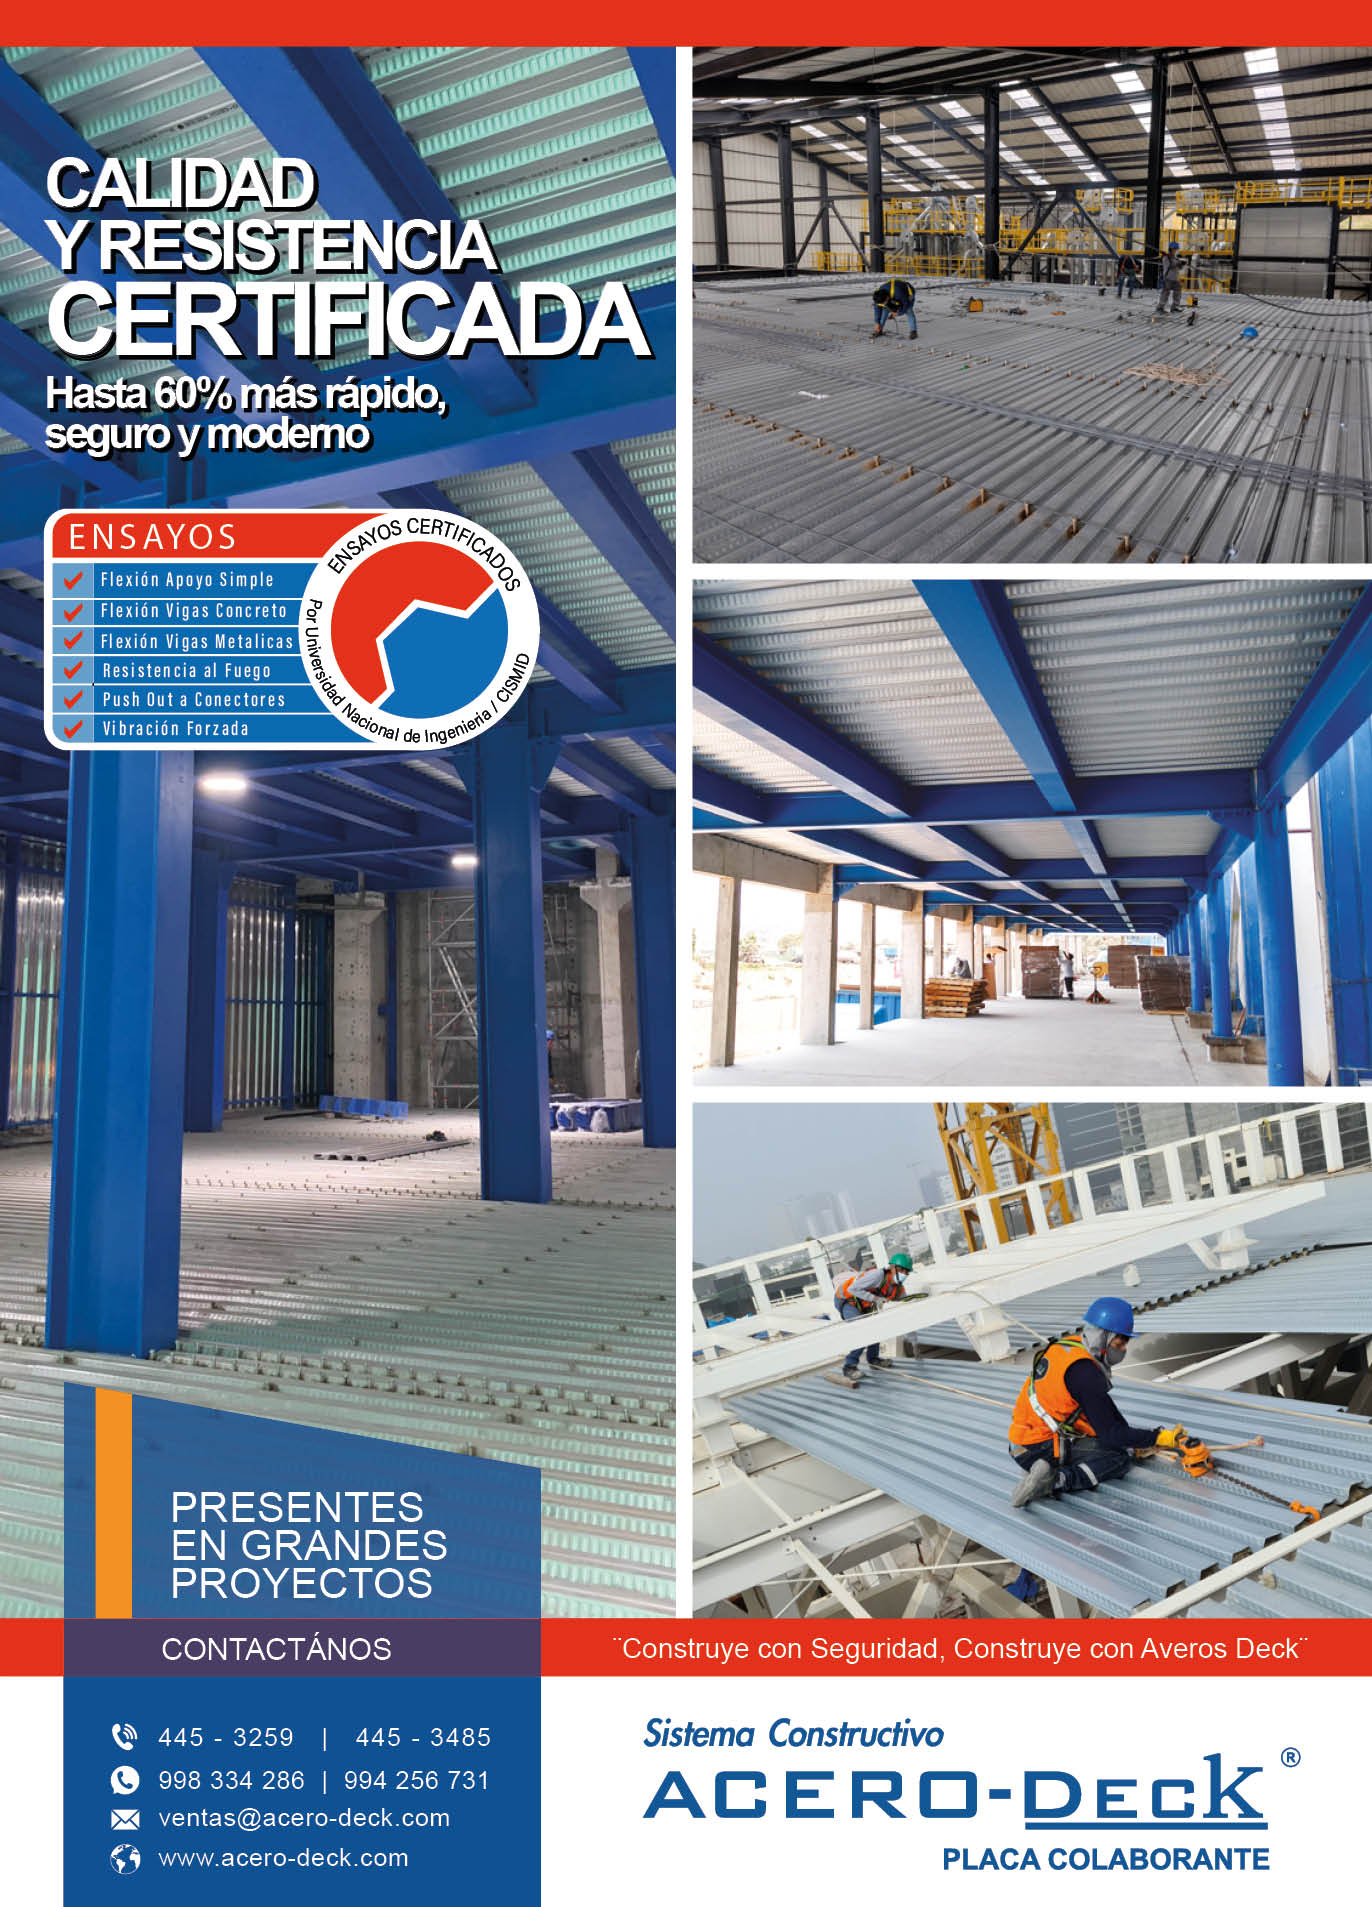 CALIDAD
Y RESISTENCIA
CERTIFICADA
Hasta 60% más rápido,
seguro y moderno
ENSAYOS
Flexión Apoyo Simple
Flexión Vigas Concreto
Flexión Vigas Metalicas
Resistencia al Fuego
Push Out a Conectores
Vibración Forzada
ENSAYOS CERTIFICADOS
Por Universidad Nacional de Ingenieria / CISMID
PRESENTES
EN GRANDES
PROYECTOS
CONTACTÁNOS
¨Construye con Seguridad, Construye con Averos Deck¨
445 - 3259 | 445 - 3485
998 334 286 | 994 256 731
ventas@acero-deck.com
www.acero-deck.com
Sistema Constructivo
ACERO-DECK ®
PLACA COLABORANTE